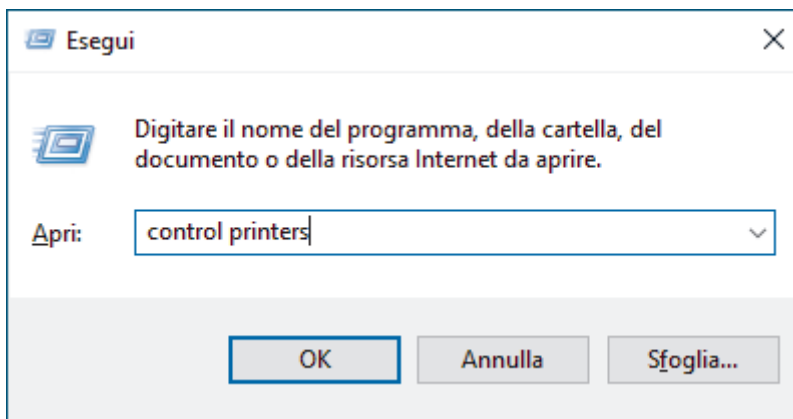 Esegui
Digitare il nome del programma, della cartella, del
documento o della risorsa Internet da aprire.
Apri: control printers
OK Annulla Sfoglia...